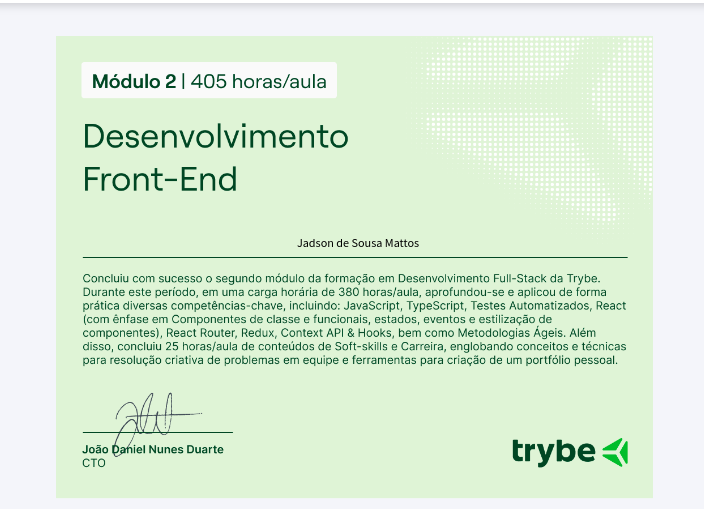 Módulo 2 | 405 horas/aula
Desenvolvimento
Front-End
Jadson de Sousa Mattos
Concluiu com sucesso o segundo módulo da formação em Desenvolvimento Full-Stack da Trybe.
Durante este período, em uma carga horária de 380 horas/aula, aprofundou-se e aplicou de forma
prática diversas competências-chave, incluindo: JavaScript, TypeScript, Testes Automatizados, React
(com ênfase em Componentes de classe e funcionais, estados, eventos e estilização de
componentes), React Router, Redux, Context API & Hooks, bem como Metodologias Ágeis. Além
disso, concluiu 25 horas/aula de conteúdos de Soft-skills e Carreira, englobando conceitos e técnicas
para resolução criativa de problemas em equipe e ferramentas para criação de um portfólio pessoal.
João Daniel Nunes Duarte
CTO
trybe